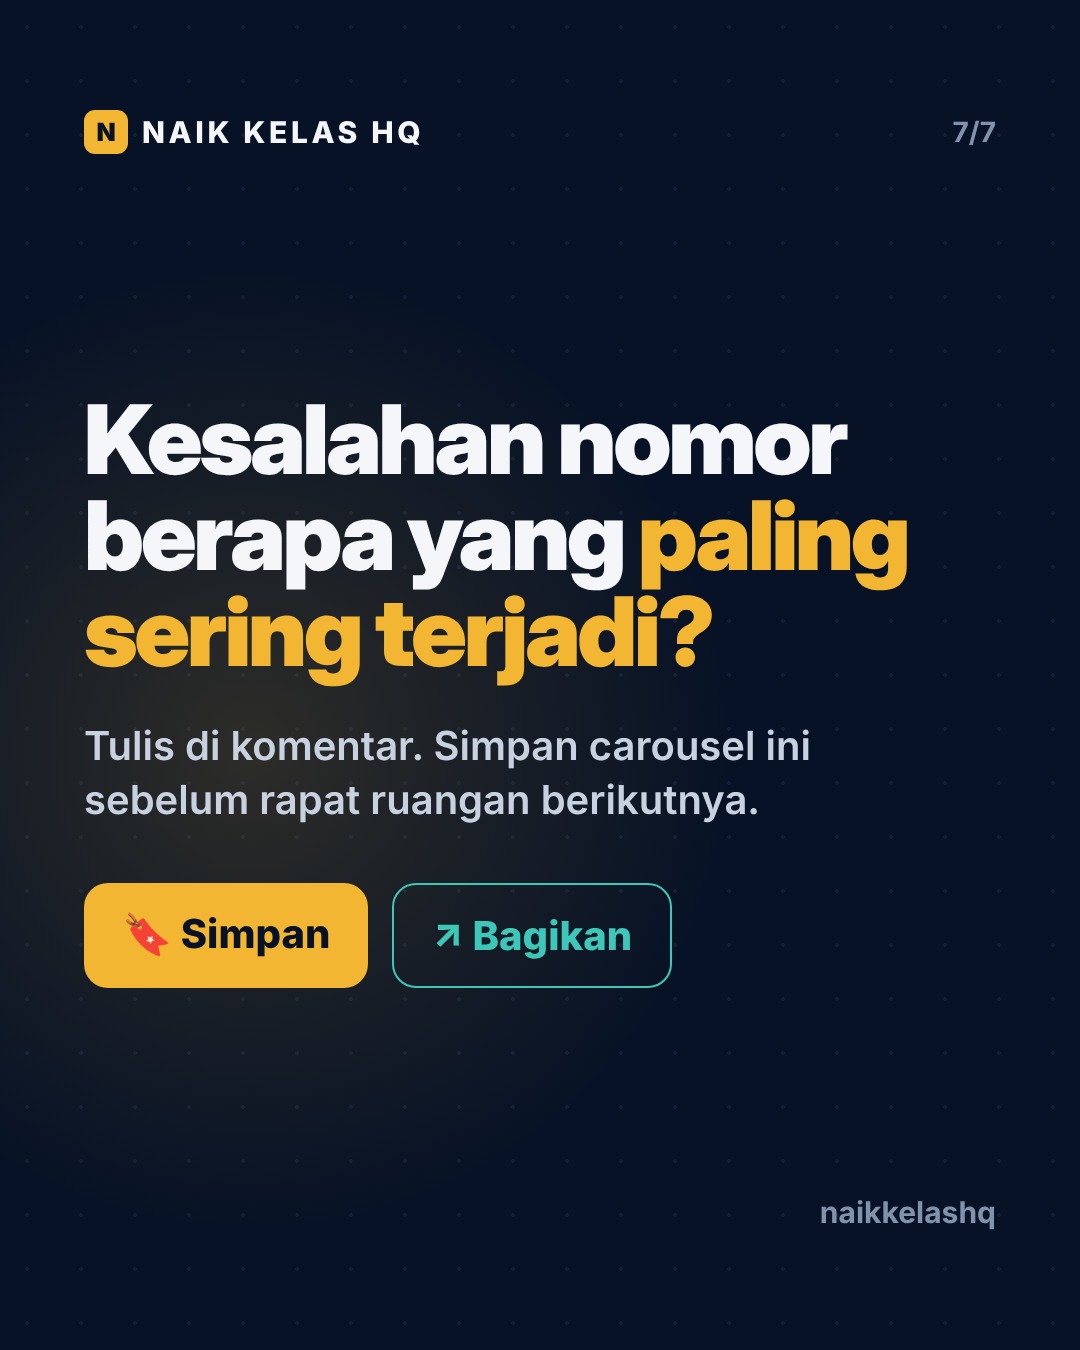 N NAIK KELAS HQ
7/7
Kesalahan nomor
berapa yang paling
sering terjadi?
Tulis di komentar. Simpan carousel ini
sebelum rapat ruangan berikutnya.
🔖 Simpan
↗ Bagikan
naikkelashq